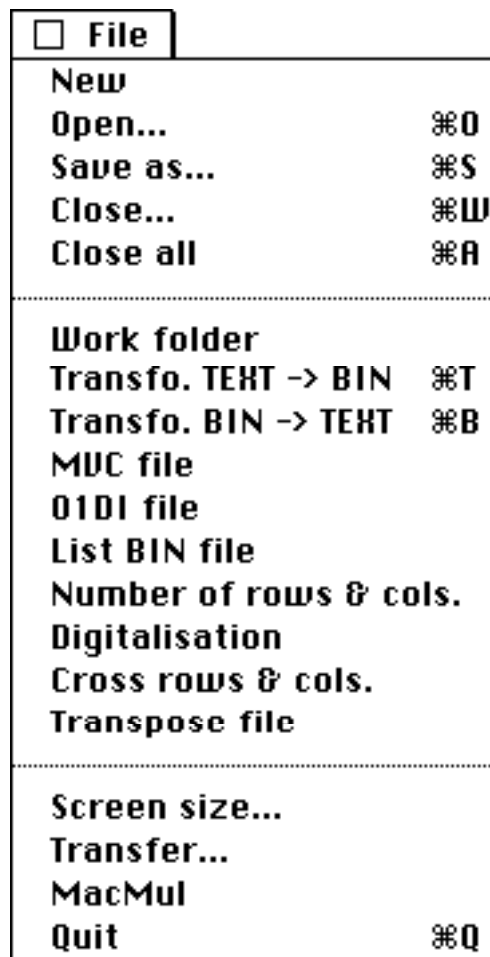 File
New
Open... ⌘O
Save as... ⌘S
Close... ⌘W
Close all ⌘A
Work folder
Transfo. TEXT -> BIN ⌘T
Transfo. BIN -> TEXT ⌘B
MVC file
01DI file
List BIN file
Number of rows & cols.
Digitalisation
Cross rows & cols.
Transpose file
Screen size...
Transfer...
MacMul
Quit ⌘Q